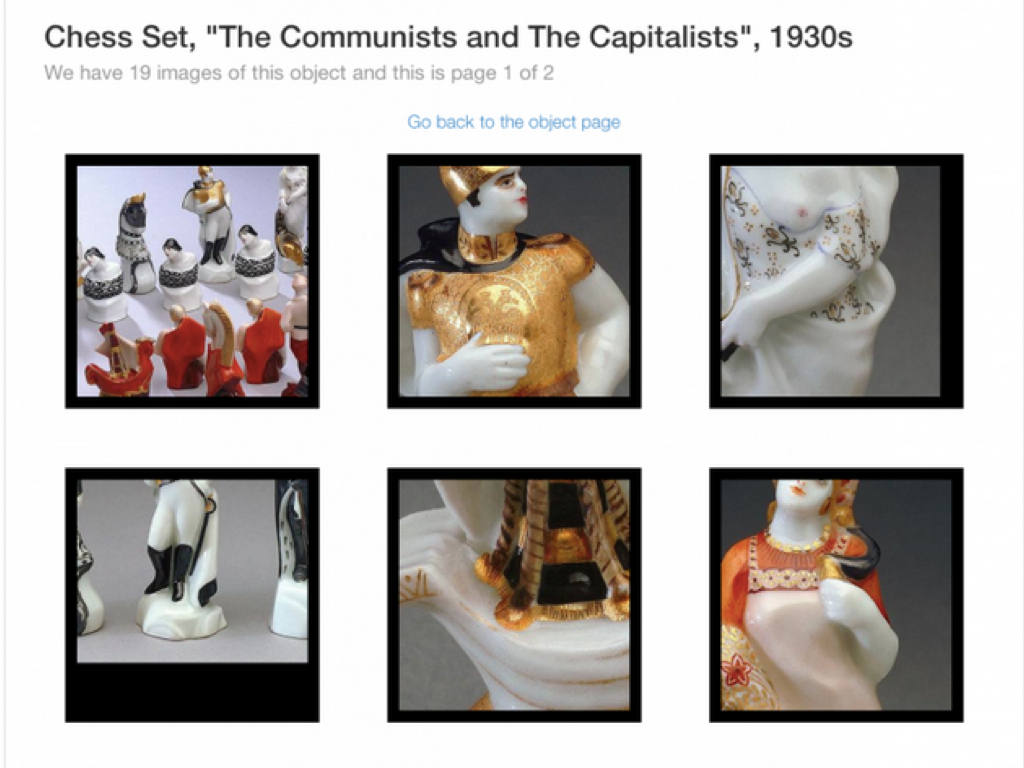 Chess Set, "The Communists and The Capitalists", 1930s
We have 19 images of this object and this is page 1 of 2
Go back to the object page